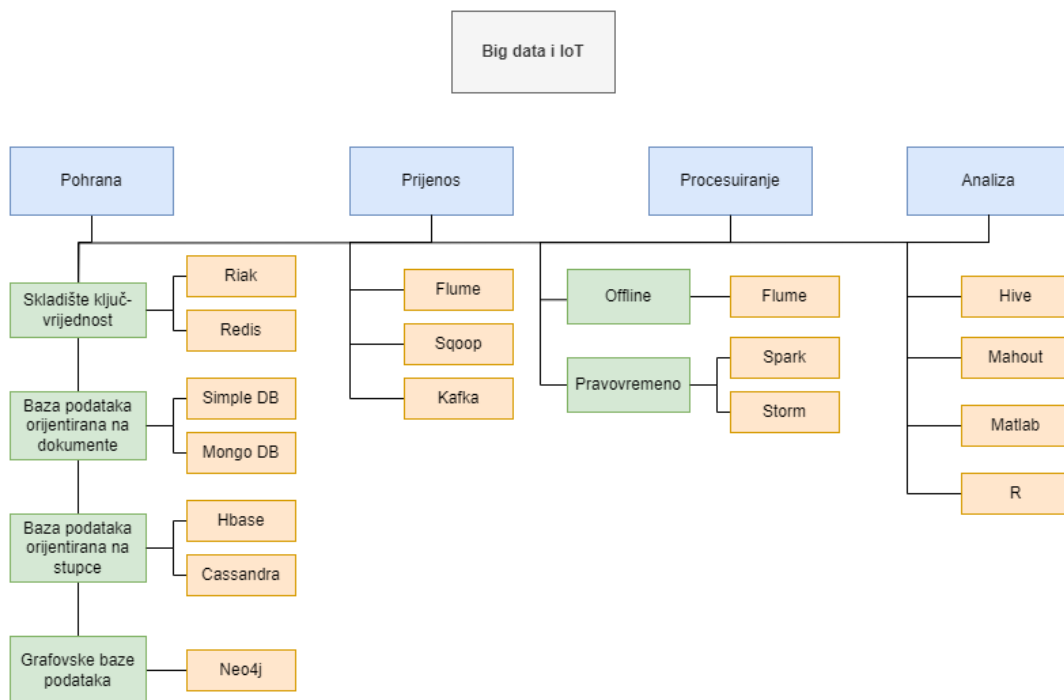 Big data i IoT
Pohrana
Prijenos
Procesuiranje
Analiza
Skladište ključ-
vrijednost
Riak
Redis
Baza podataka
orijentirana na
dokumente
Simple DB
Mongo DB
Baza podataka
orijentirana na
stupce
Hbase
Cassandra
Grafovske baze
podataka
Neo4j
Flume
Sqoop
Kafka
Offline
Flume
Pravovremeno
Spark
Storm
Hive
Mahout
Matlab
R